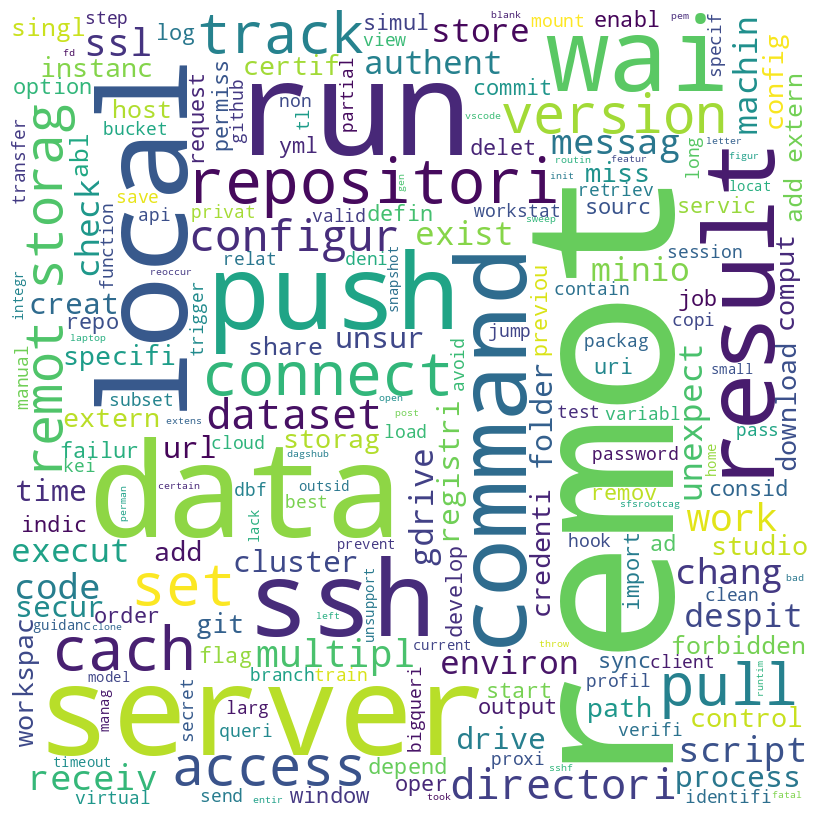 singl
step
fd
log
track
simul
view
blank
store
mount
enabl
pem
specif
ssl
instanc
option
certif
authent
commit
wai
machin
config
host
bucket
request
permiss
github
non
tl
partial
yml
run
vscode
version
delet
messag
long
letter
figur
routin
featur
init
miss
retriev
locat
add extern
transfer
remot storag
abl
check
save
api
function
local
repositori
privat
valid
defin
gen
workstat
sweep
sourc
servic
configur
exist
relat
deni
snapshot
push
minio
session
result
comput
integr
reoccur
creat
repo
trigger
contain
job
copi
previou
jump
command
remot
laptop
specifi
share
unsur
avoid
packag
uri
small
download
manual
subset
connect
folder
unexpect
extern
dataset
open
post
extens
test
variabl
pass
failur
url
cloud
storag
load
registri
password
home
kei
dagshub
certain
gdrive
credenti
sfsrootcag
consid
time
data
dbf
outsid
best
remov
perman
indic
lack
work
add
prevent
hook
import
ad
studio
execut
cluster
unsupport
develop
chang
code
set
ssh
clean
bad
secur
order
git
left
current
despit
guidanc
clone
workspac
cach
flag
multipl
throw
forbidden
branch
train
environ
sync
client
model
start
profil
pull
runtim
manag
secret
larg
queri
server
bigqueri
output
path
control
verifi
drive
proxi
script
timeout
access
depend
sshf
process
receiv
virtual
send
entir
window
oper
took
directori
identifi
fatal